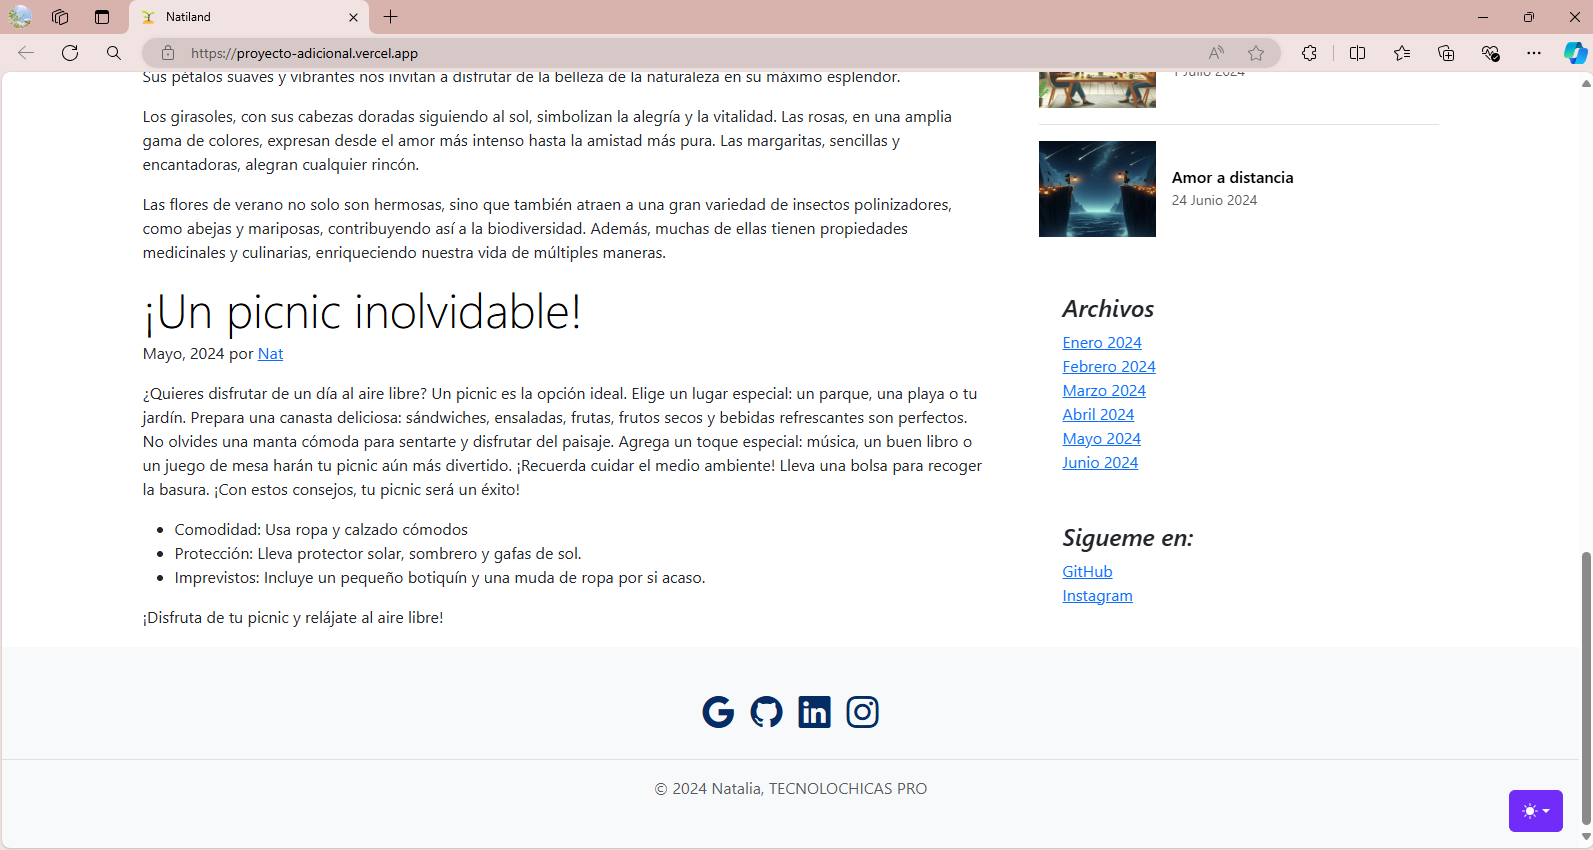 Natiland
https://proyecto-adicional.vercel.app
Sus pétalos suaves y vibrantes nos invitan a disfrutar de la belleza de la naturaleza en su máximo esplendor.
Los girasoles, con sus cabezas doradas siguiendo al sol, simbolizan la alegría y la vitalidad. Las rosas, en una amplia
gama de colores, expresan desde el amor más intenso hasta la amistad más pura. Las margaritas, sencillas y
encantadoras, alegran cualquier rincón.
Las flores de verano no solo son hermosas, sino que también atraen a una gran variedad de insectos polinizadores,
como abejas y mariposas, contribuyendo así a la biodiversidad. Además, muchas de ellas tienen propiedades
medicinales y culinarias, enriqueciendo nuestra vida de múltiples maneras.
¡Un picnic inolvidable!
Mayo, 2024 por Nat
¿Quieres disfrutar de un día al aire libre? Un picnic es la opción ideal. Elige un lugar especial: un parque, una playa o tu
jardín. Prepara una canasta deliciosa: sándwiches, ensaladas, frutas, frutos secos y bebidas refrescantes son perfectos.
No olvides una manta cómoda para sentarte y disfrutar del paisaje. Agrega un toque especial: música, un buen libro o
un juego de mesa harán tu picnic aún más divertido. ¡Recuerda cuidar el medio ambiente! Lleva una bolsa para recoger
la basura. ¡Con estos consejos, tu picnic será un éxito!
Comodidad: Usa ropa y calzado cómodos
Protección: Lleva protector solar, sombrero y gafas de sol.
Imprevistos: Incluye un pequeño botiquín y una muda de ropa por si acaso.
¡Disfruta de tu picnic y relájate al aire libre!
1 Julio 2024
Amor a distancia
24 Junio 2024
Archivos
Enero 2024
Febrero 2024
Marzo 2024
Abril 2024
Mayo 2024
Junio 2024
Sigueme en:
GitHub
Instagram
© 2024 Natalia, TECNOLOCHICAS PRO